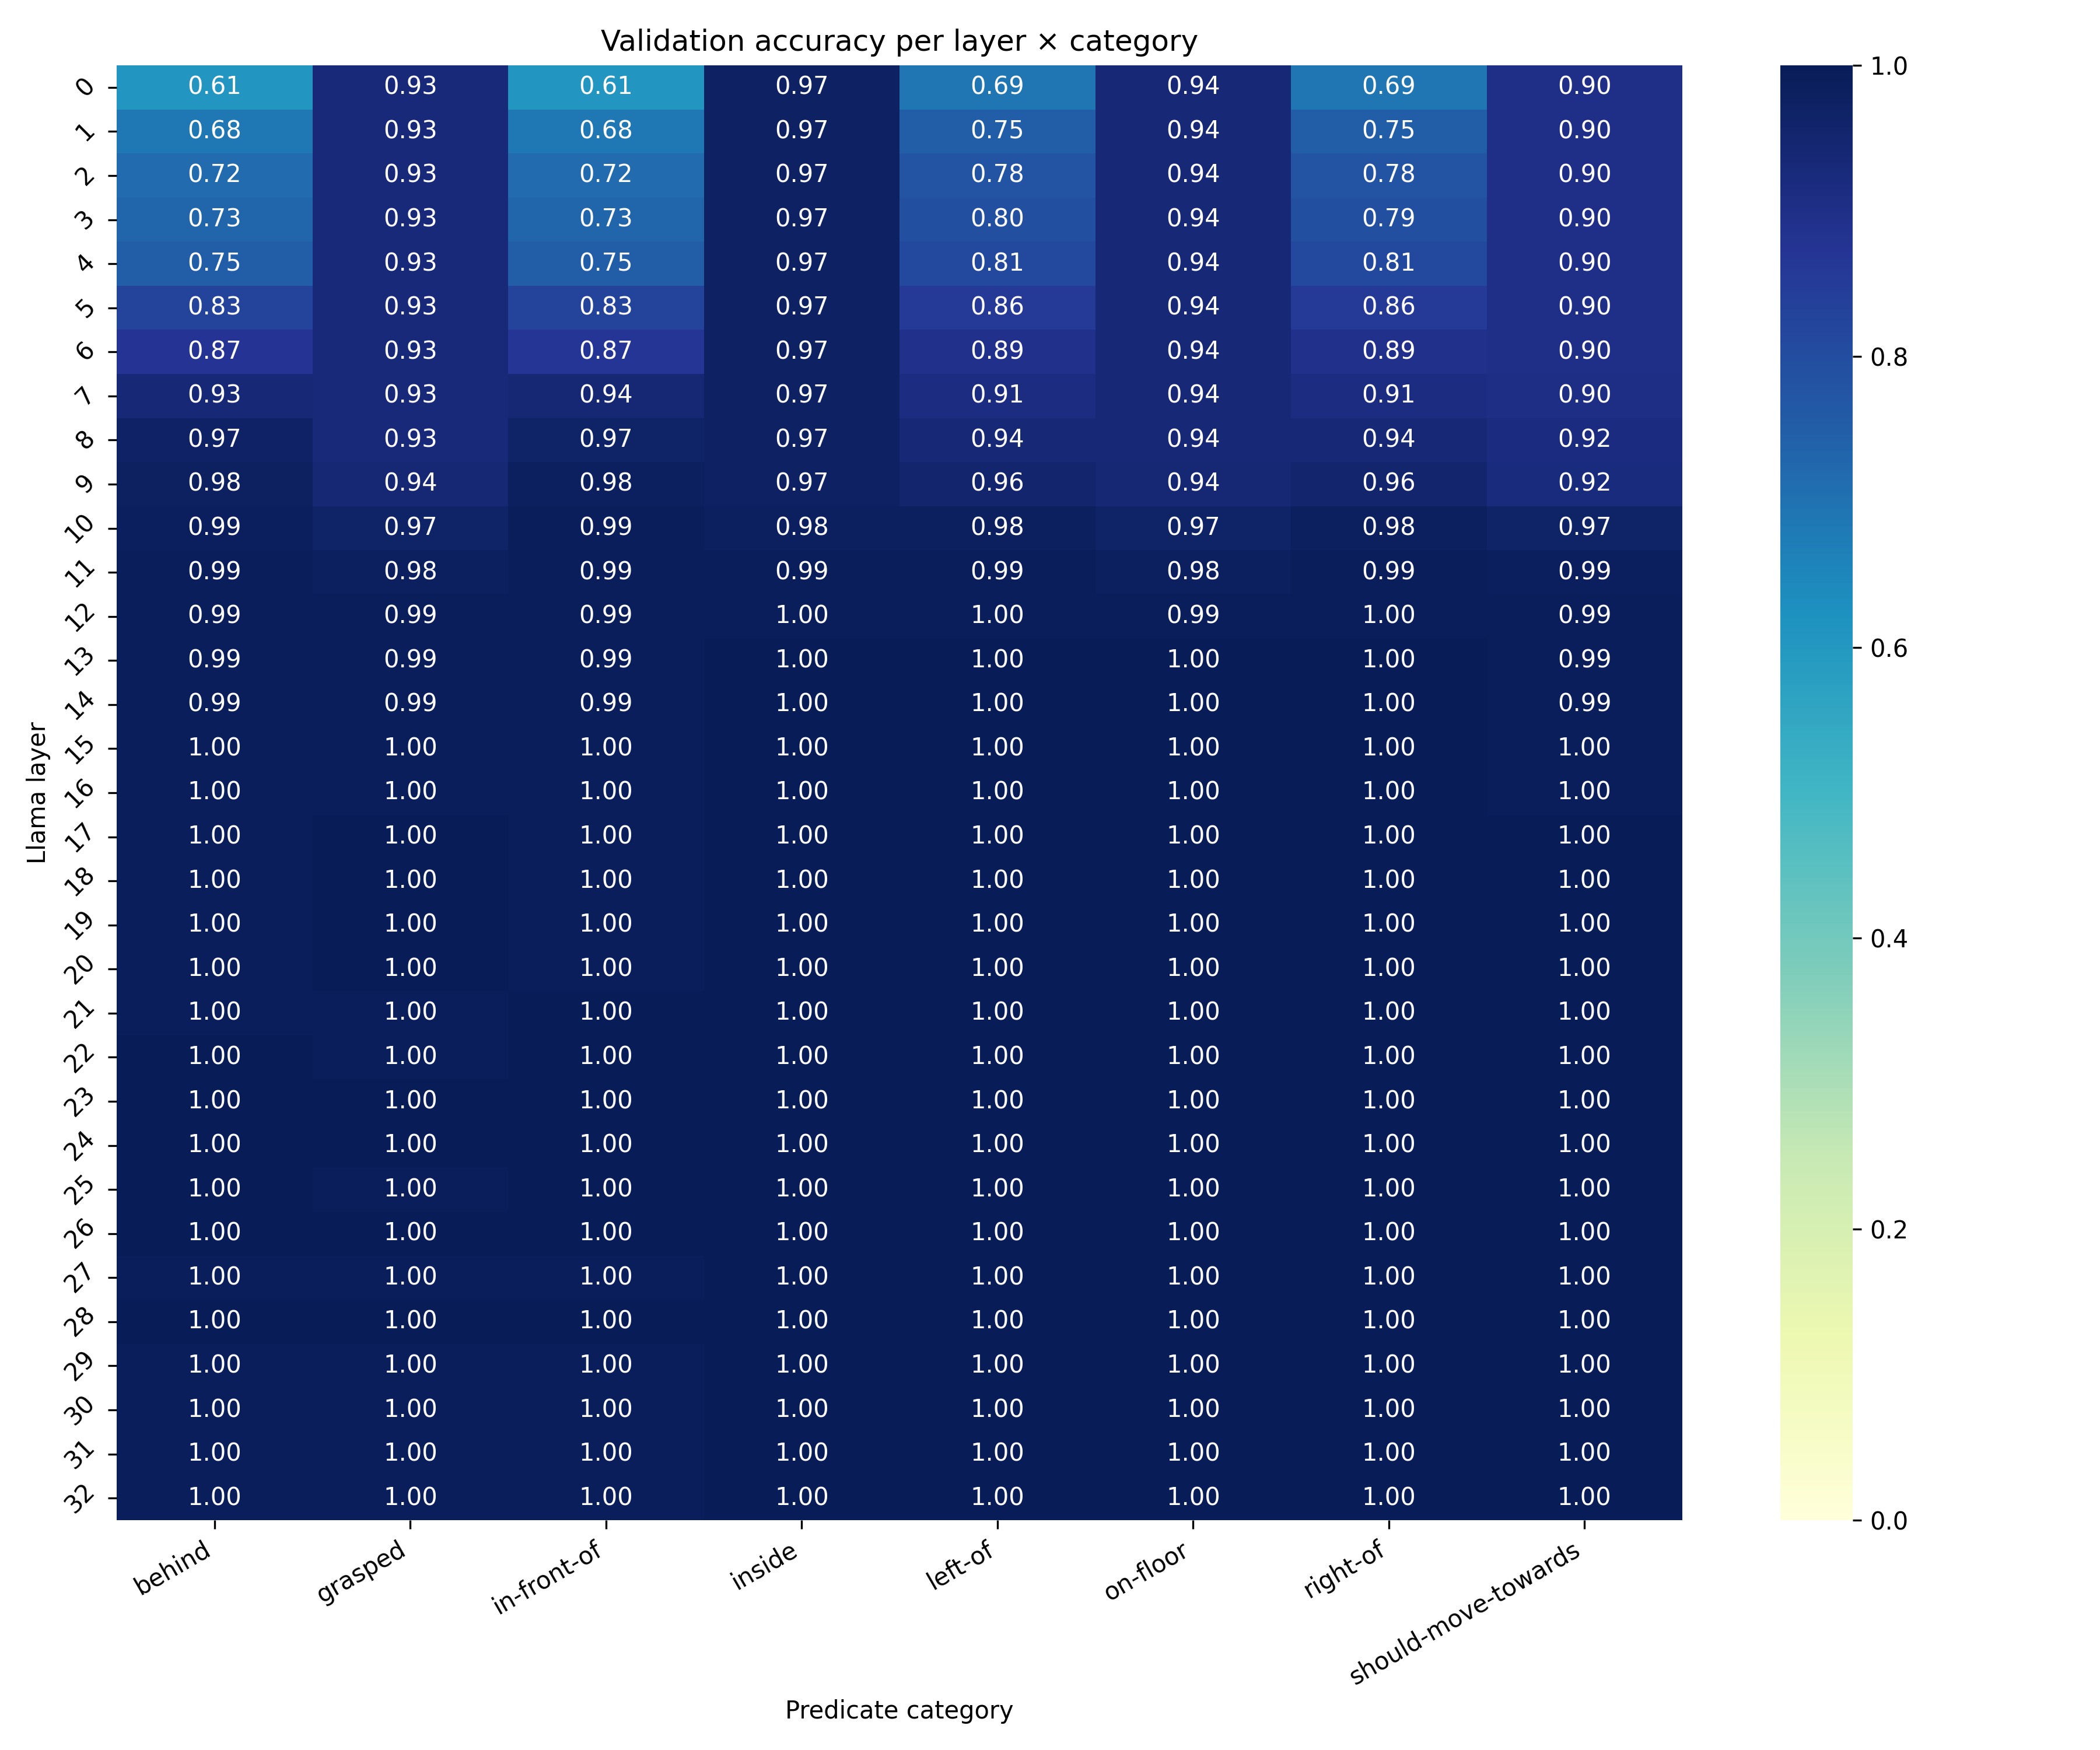 Validation accuracy per layer × category
0 0.61 0.93 0.61 0.97 0.69 0.94 0.69 0.90 1.0
1 0.68 0.93 0.68 0.97 0.75 0.94 0.75 0.90
2 0.72 0.93 0.72 0.97 0.78 0.94 0.78 0.90
3 0.73 0.93 0.73 0.97 0.80 0.94 0.79 0.90
4 0.75 0.93 0.75 0.97 0.81 0.94 0.81 0.90
5 0.83 0.93 0.83 0.97 0.86 0.94 0.86 0.90
6 0.87 0.93 0.87 0.97 0.89 0.94 0.89 0.90 0.8
7 0.93 0.93 0.94 0.97 0.91 0.94 0.91 0.90
8 0.97 0.93 0.97 0.97 0.94 0.94 0.94 0.92
9 0.98 0.94 0.98 0.97 0.96 0.94 0.96 0.92
10 0.99 0.97 0.99 0.98 0.98 0.97 0.98 0.97
11 0.99 0.98 0.99 0.99 0.99 0.98 0.99 0.99
12 0.99 0.99 0.99 1.00 1.00 0.99 1.00 0.99
13 0.99 0.99 0.99 1.00 1.00 1.00 1.00 0.99 0.6
14 0.99 0.99 0.99 1.00 1.00 1.00 1.00 0.99
15 1.00 1.00 1.00 1.00 1.00 1.00 1.00 1.00
16 1.00 1.00 1.00 1.00 1.00 1.00 1.00 1.00
Llama layer
17 1.00 1.00 1.00 1.00 1.00 1.00 1.00 1.00
18 1.00 1.00 1.00 1.00 1.00 1.00 1.00 1.00
19 1.00 1.00 1.00 1.00 1.00 1.00 1.00 1.00 0.4
20 1.00 1.00 1.00 1.00 1.00 1.00 1.00 1.00
21 1.00 1.00 1.00 1.00 1.00 1.00 1.00 1.00
22 1.00 1.00 1.00 1.00 1.00 1.00 1.00 1.00
23 1.00 1.00 1.00 1.00 1.00 1.00 1.00 1.00
24 1.00 1.00 1.00 1.00 1.00 1.00 1.00 1.00
25 1.00 1.00 1.00 1.00 1.00 1.00 1.00 1.00
26 1.00 1.00 1.00 1.00 1.00 1.00 1.00 1.00 0.2
27 1.00 1.00 1.00 1.00 1.00 1.00 1.00 1.00
28 1.00 1.00 1.00 1.00 1.00 1.00 1.00 1.00
29 1.00 1.00 1.00 1.00 1.00 1.00 1.00 1.00
30 1.00 1.00 1.00 1.00 1.00 1.00 1.00 1.00
31 1.00 1.00 1.00 1.00 1.00 1.00 1.00 1.00
32 1.00 1.00 1.00 1.00 1.00 1.00 1.00 1.00 0.0
behind grasped in-front-of inside left-of on-floor right-of should-move-towards
Predicate category